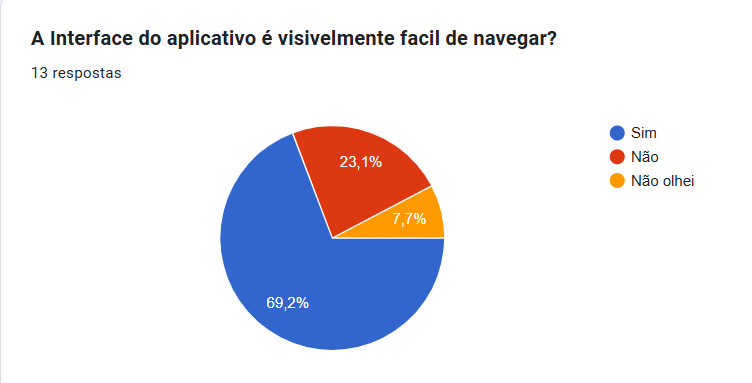 A Interface do aplicativo é visivelmente facil de navegar?
13 respostas
Sim
Não
Não olhei
23,1%
7,7%
69,2%